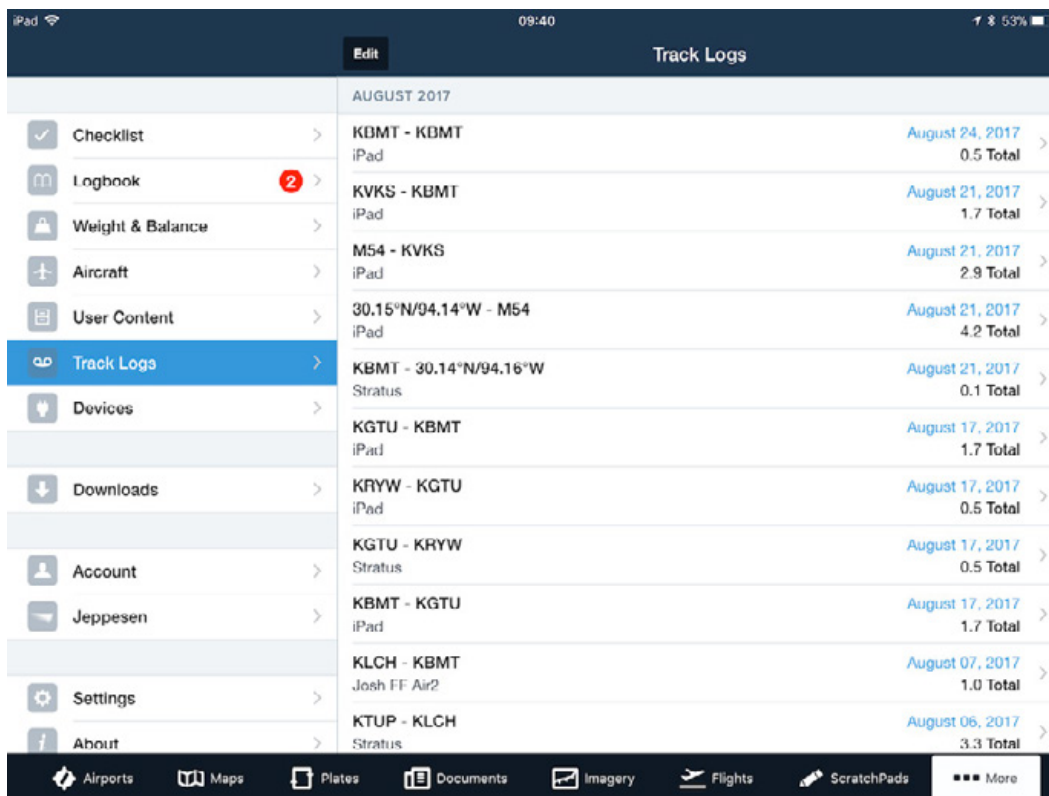 iPad 09:40 53%
Edit Track Logs
Checklist
Logbook 2
Weight & Balance
Aircraft
User Content
Track Logs
Devices
Downloads
Account
Jeppesen
Settings
About
AUGUST 2017
KBMT - KBMT August 24, 2017
iPad 0.5 Total
KVKS - KBMT August 21, 2017
iPad 1.7 Total
M54 - KVKS August 21, 2017
iPad 2.9 Total
30.15°N/94.14°W - M54 August 21, 2017
iPad 4.2 Total
KBMT - 30.14°N/94.16°W August 21, 2017
Stratus 0.1 Total
KGTU - KBMT August 17, 2017
iPad 1.7 Total
KRYW - KGTU August 17, 2017
iPad 0.5 Total
KGTU - KRYW August 17, 2017
Stratus 0.5 Total
KBMT - KGTU August 17, 2017
iPad 1.7 Total
KLCH - KBMT August 07, 2017
Josh FF Air2 1.0 Total
KTUP - KLCH August 06, 2017
Stratus 3.3 Total
Airports Maps Plates Documents Imagery Flights ScratchPads More